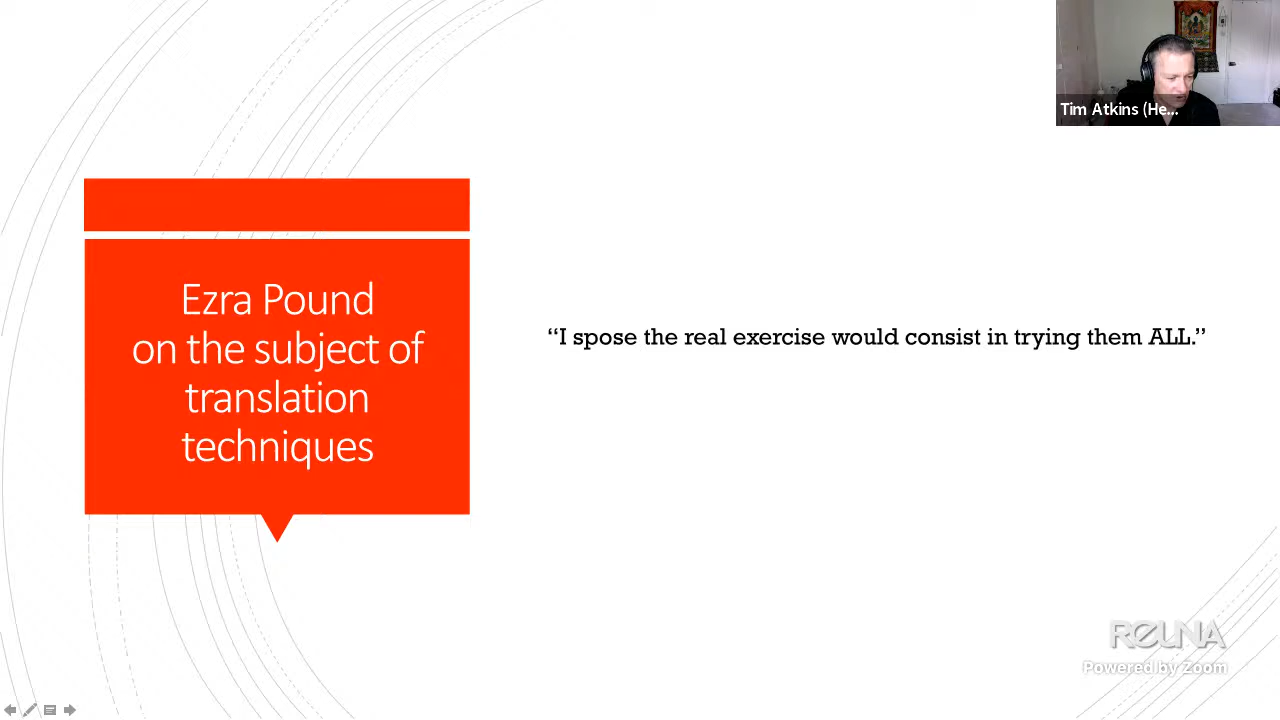 Tim Atkins (He...
Ezra Pound
on the subject of
translation
techniques
“I spose the real exercise would consist in trying them ALL.”
REUNA
Powered by Zoom